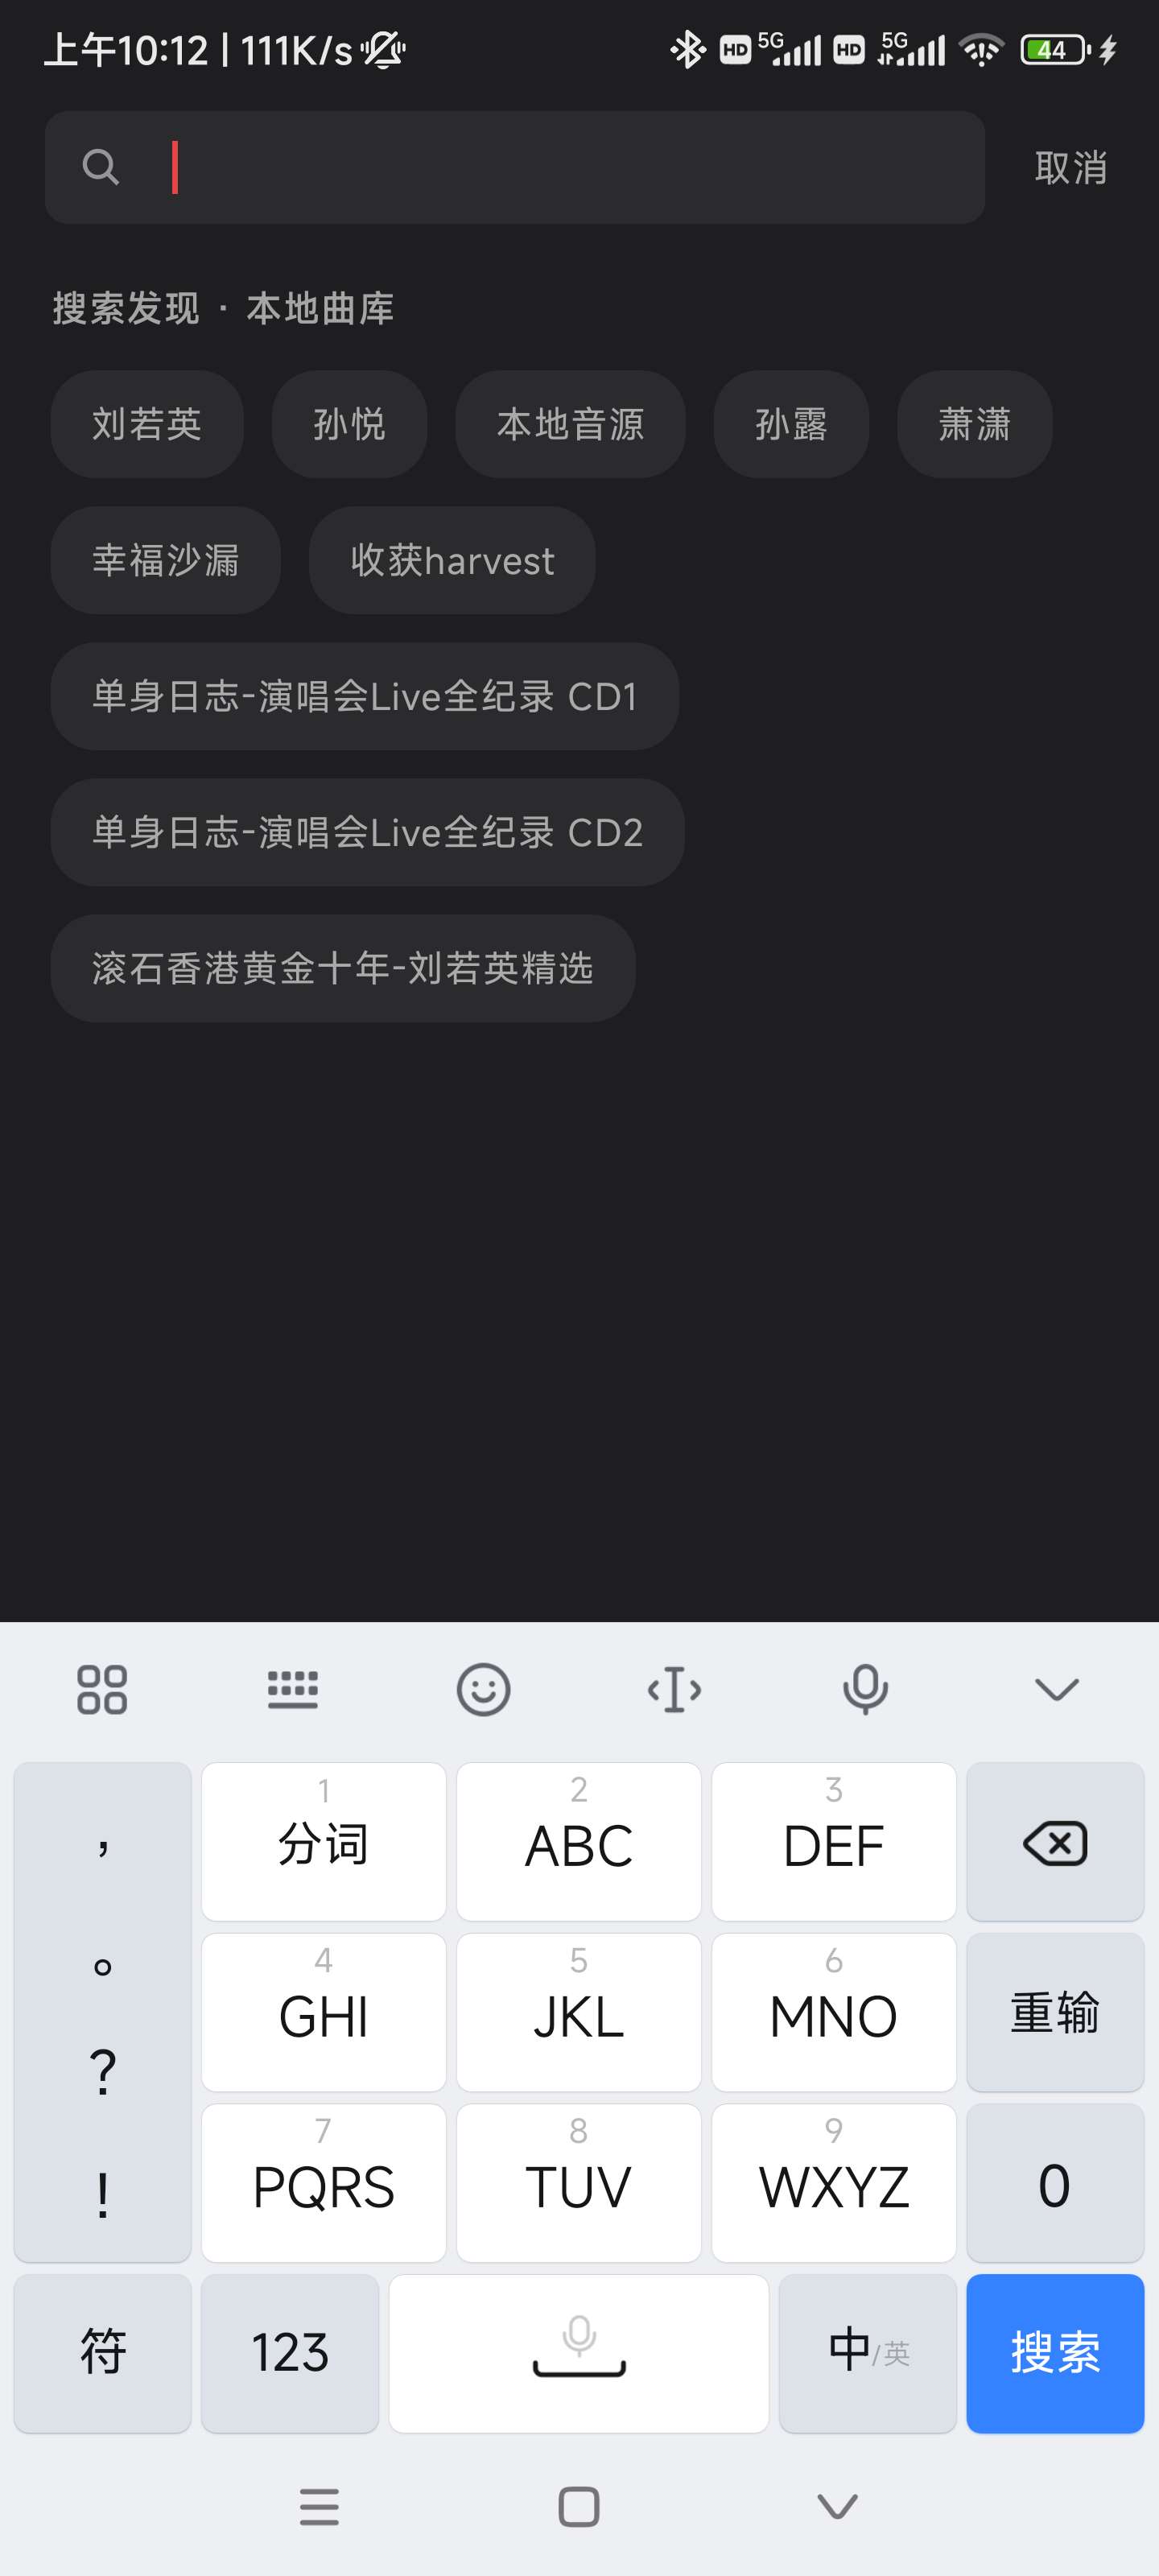 上午10:12 | 111K/s HD 5G HD 5G 44
取消
搜索发现 · 本地曲库
刘若英 孙悦 本地音源 孙露 萧潇
幸福沙漏 收获harvest
单身日志-演唱会Live全纪录 CD1
单身日志-演唱会Live全纪录 CD2
滚石香港黄金十年-刘若英精选
1 2 3
， 分词 ABC DEF
。 4 5 6
GHI JKL MNO 重输
？ 7 8 9
！ PQRS TUV WXYZ 0
符 123 中/英 搜索